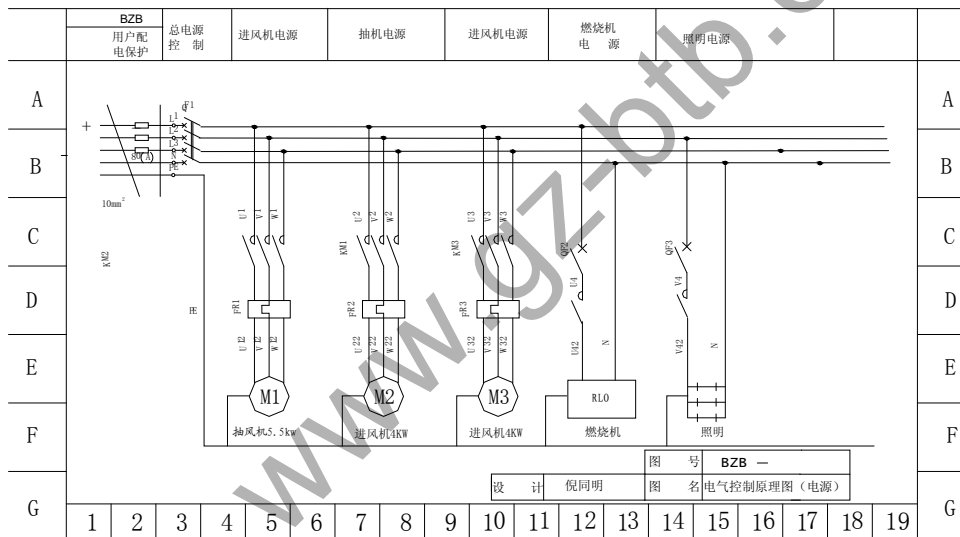 BZB
用户配
电保护
总电源
控 制
进风机电源
抽机电源
进风机电源
燃烧机
电 源
照明电源
A
A
B
B
C
C
D
D
E
E
F
F
G
G
+
80(A)
10mm²
L1
L2
L3
N
PE
QF1
KM2
PE
U1
V1
W1
FR1
U12
V12
W12
M1
抽风机5.5kw
U2
V2
W2
KM1
FR2
U22
V22
W22
M2
进风机4KW
U3
V3
W3
KM3
FR3
U32
V32
W32
M3
进风机4KW
QF2
U4
U42
N
RLO
燃烧机
QF3
V4
V42
N
照明
图 号
BZB —
设 计
倪同明
图 名
电气控制原理图（电源）
1 2 3 4 5 6 7 8 9 10 11 12 13 14 15 16 17 18 19